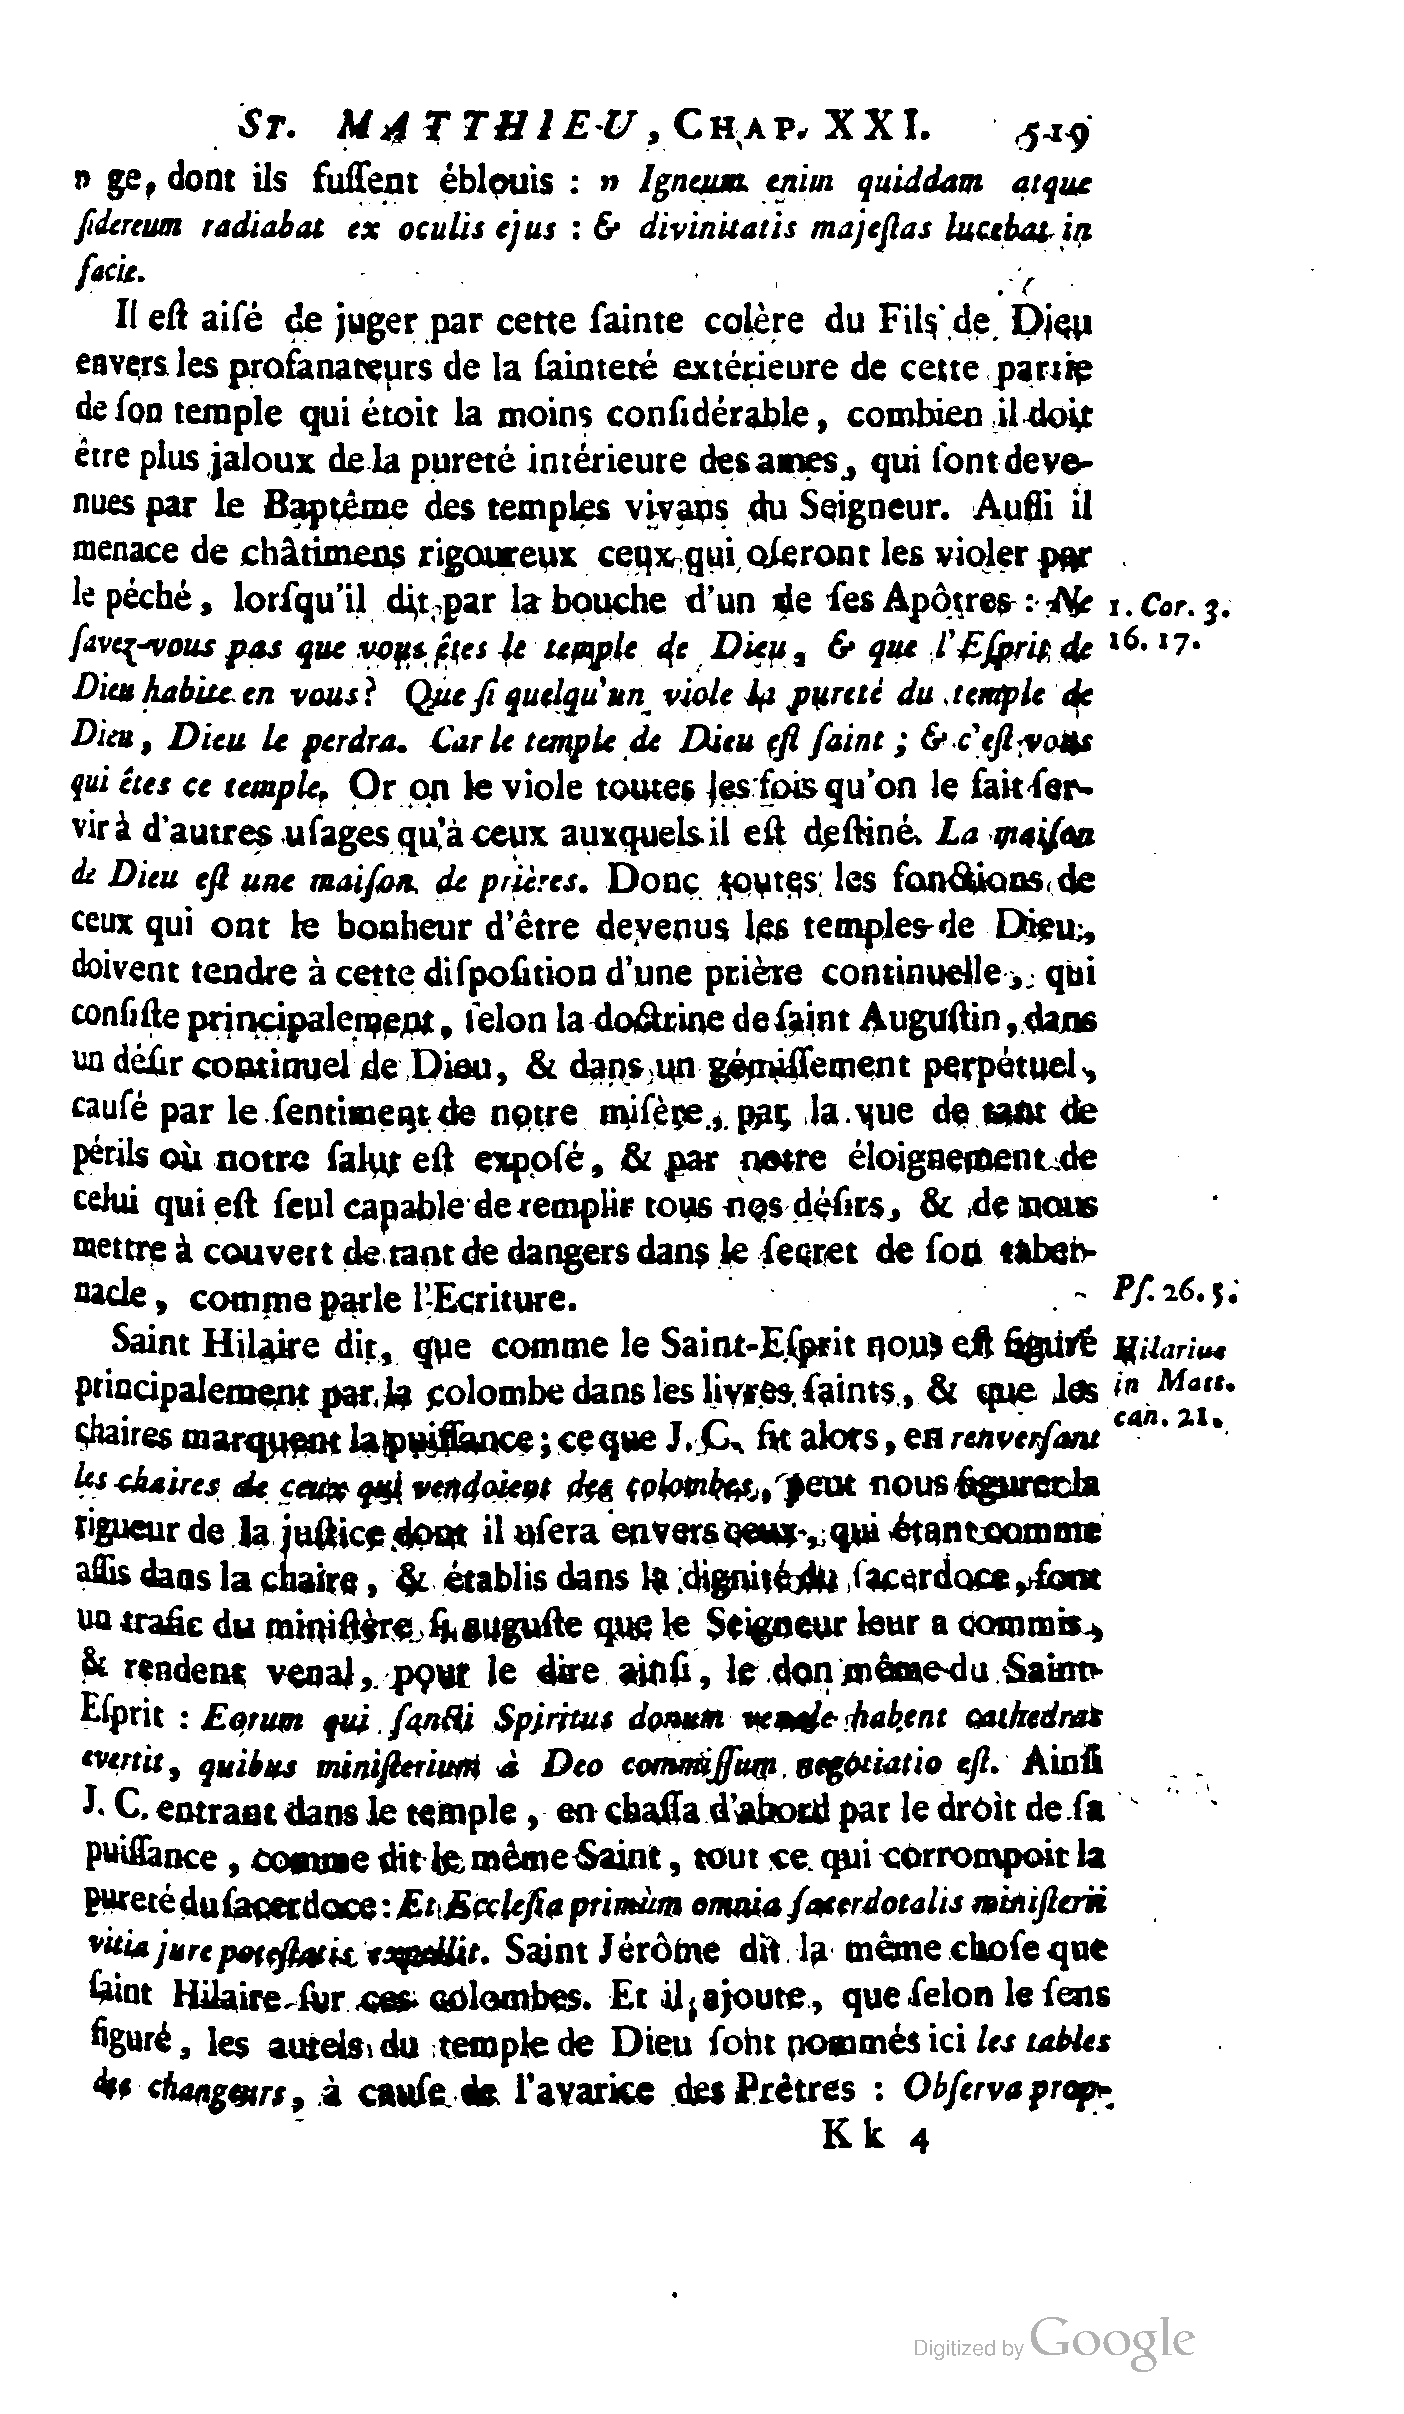 ST. MATTHIEU, CHAP. XXI. 519
» ge, dont ils fuſſent éblouis : » Igneum enim quiddam atque
ſidereum radiabat ex oculis ejus : & divinitatis majeſtas lucebat in
facie.
Il eſt aiſé de juger par cette ſainte colère du Fils de Dieu
envers les profanateurs de la ſainteté extérieure de cette partie
de ſon temple qui étoit la moins conſidérable, combien il doit
être plus jaloux de la pureté intérieure des ames, qui ſont deve-
nues par le Baptême des temples vivans du Seigneur. Auſſi il
menace de châtimens rigoureux ceux qui oſeront les violer par
le péché, lorſqu'il dit par la bouche d'un de ſes Apôtres : Ne 1. Cor. 3.
ſavez-vous pas que vous êtes le temple de Dieu, & que l'Eſprit de 16. 17.
Dieu habite en vous? Que ſi quelqu'un viole la pureté du temple de
Dieu, Dieu le perdra. Car le temple de Dieu eſt ſaint ; & c'eſt vous
qui êtes ce temple. Or on le viole toutes les fois qu'on le fait ſer-
vir à d'autres uſages qu'à ceux auxquels il eſt deſtiné. La maiſon
de Dieu eſt une maiſon de prières. Donc toutes les fonctions de
ceux qui ont le bonheur d'être devenus les temples de Dieu,
doivent tendre à cette diſpoſition d'une prière continuelle, qui
conſiſte principalement, ſelon la doctrine de ſaint Auguſtin, dans
un déſir continuel de Dieu, & dans un gémiſſement perpétuel,
cauſé par le ſentiment de notre miſère, par la vue de tant de
périls où notre ſalut eſt expoſé, & par notre éloignement de
celui qui eſt ſeul capable de remplir tous nos déſirs, & de nous
mettre à couvert de tant de dangers dans le ſecret de ſon taber-
nacle, comme parle l'Ecriture. Pſ. 26. 5.
Saint Hilaire dit, que comme le Saint-Eſprit nous eſt figuré Hilarius
principalement par la colombe dans les livres ſaints, & que les in Matt.
chaires marquent la puiſſance ; ce que J. C. fit alors, en renverſant can. 21.
les chaires de ceux qui vendoient des colombes, peut nous figurer la
rigueur de la juſtice dont il uſera envers ceux, qui étant comme
aſſis dans la chaire, & établis dans la dignité du ſacerdoce, font
un trafic du miniſtère ſi auguſte que le Seigneur leur a commis,
& rendent venal, pour le dire ainſi, le don même du Saint-
Eſprit : Eorum qui ſancti Spiritus donum venale habent cathedras
evertit, quibus miniſterium à Deo commiſſum negotiatio eſt. Ainſi
J. C. entrant dans le temple, en chaſſa d'abord par le droit de ſa
puiſſance, comme dit le même Saint, tout ce qui corrompoit la
pureté du ſacerdoce : Et Eccleſia primùm omnia ſacerdotalis miniſterii
vitia jure poteſtatis expellit. Saint Jérôme dit la même choſe que
ſaint Hilaire ſur ces colombes. Et il ajoute, que ſelon le ſens
figuré, les autels du temple de Dieu ſont nommés ici les tables
des changeurs, à cauſe de l'avarice des Prêtres : Obſerva prop-
Kk 4
Digitized by Google